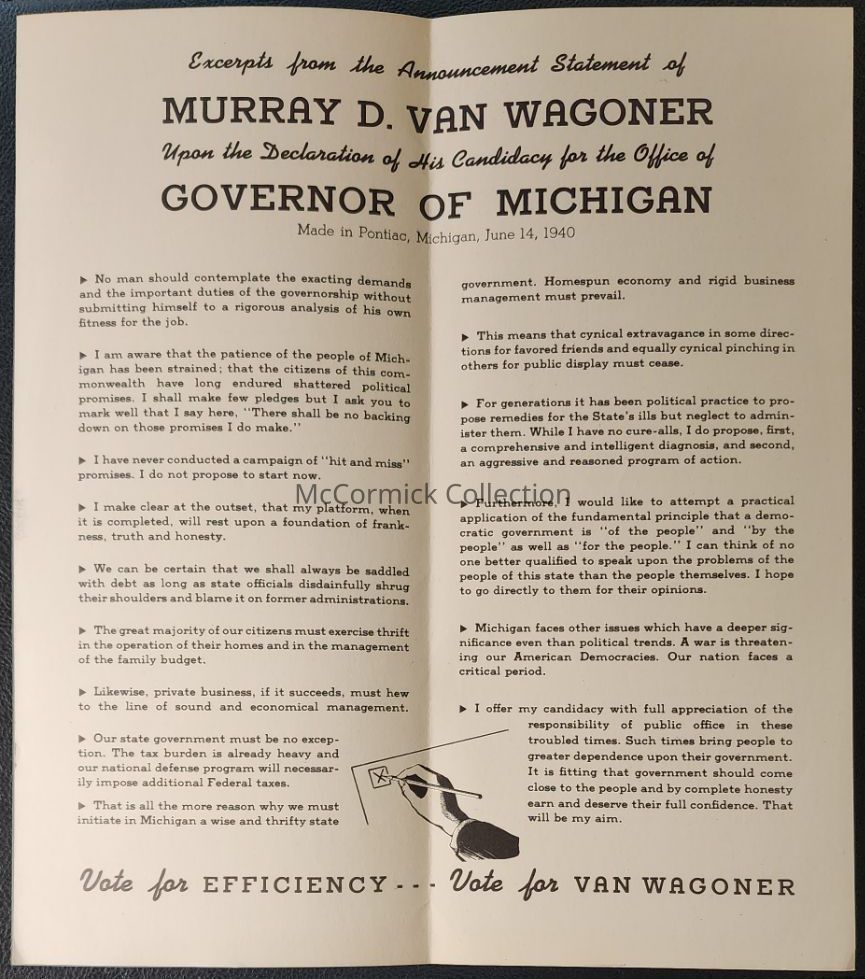 Excerpts from the Announcement Statement of
MURRAY D. VAN WAGONER
Upon the Declaration of His Candidacy for the Office of
GOVERNOR OF MICHIGAN
Made in Pontiac, Michigan, June 14, 1940
▶ No man should contemplate the exacting demands
and the important duties of the governorship without
submitting himself to a rigorous analysis of his own
fitness for the job.
▶ I am aware that the patience of the people of Mich-
igan has been strained; that the citizens of this com-
monwealth have long endured shattered political
promises. I shall make few pledges but I ask you to
mark well that I say here, "There shall be no backing
down on those promises I do make."
▶ I have never conducted a campaign of "hit and miss"
promises. I do not propose to start now.
▶ I make clear at the outset, that my platform, when
it is completed, will rest upon a foundation of frank-
ness, truth and honesty.
▶ We can be certain that we shall always be saddled
with debt as long as state officials disdainfully shrug
their shoulders and blame it on former administrations.
▶ The great majority of our citizens must exercise thrift
in the operation of their homes and in the management
of the family budget.
▶ Likewise, private business, if it succeeds, must hew
to the line of sound and economical management.
▶ Our state government must be no excep-
tion. The tax burden is already heavy and
our national defense program will necessar-
ily impose additional Federal taxes.
▶ That is all the more reason why we must
initiate in Michigan a wise and thrifty state
government. Homespun economy and rigid business
management must prevail.
▶ This means that cynical extravagance in some direc-
tions for favored friends and equally cynical pinching in
others for public display must cease.
▶ For generations it has been political practice to pro-
pose remedies for the State's ills but neglect to admin-
ister them. While I have no cure-alls, I do propose, first,
a comprehensive and intelligent diagnosis, and second,
an aggressive and reasoned program of action.
McCormick Collection
▶ Furthermore, I would like to attempt a practical
application of the fundamental principle that a demo-
cratic government is "of the people" and "by the
people" as well as "for the people." I can think of no
one better qualified to speak upon the problems of the
people of this state than the people themselves. I hope
to go directly to them for their opinions.
▶ Michigan faces other issues which have a deeper sig-
nificance even than political trends. A war is threaten-
ing our American Democracies. Our nation faces a
critical period.
▶ I offer my candidacy with full appreciation of the
responsibility of public office in these
troubled times. Such times bring people to
greater dependence upon their government.
It is fitting that government should come
close to the people and by complete honesty
earn and deserve their full confidence. That
will be my aim.
Vote for EFFICIENCY - - - Vote for VAN WAGONER